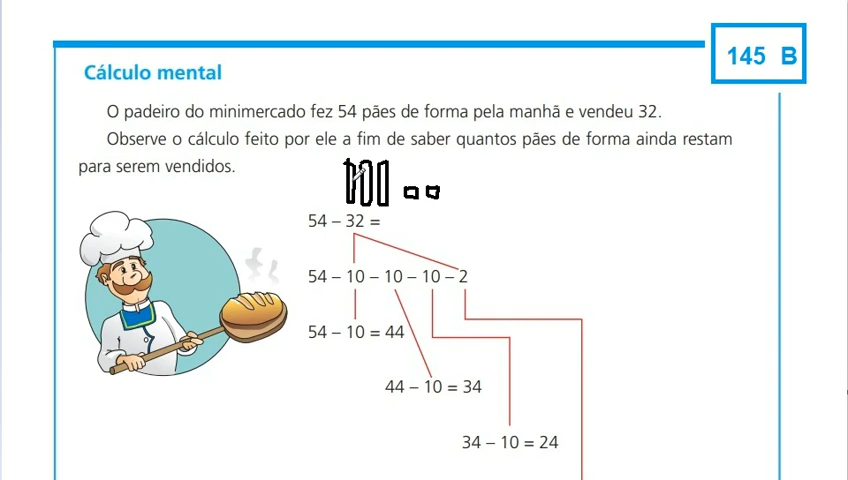 145 B
Cálculo mental
O padeiro do minimercado fez 54 pães de forma pela manhã e vendeu 32.
Observe o cálculo feito por ele a fim de saber quantos pães de forma ainda restam
para serem vendidos.
54 – 32 =
54 – 10 – 10 – 10 – 2
54 – 10 = 44
44 – 10 = 34
34 – 10 = 24